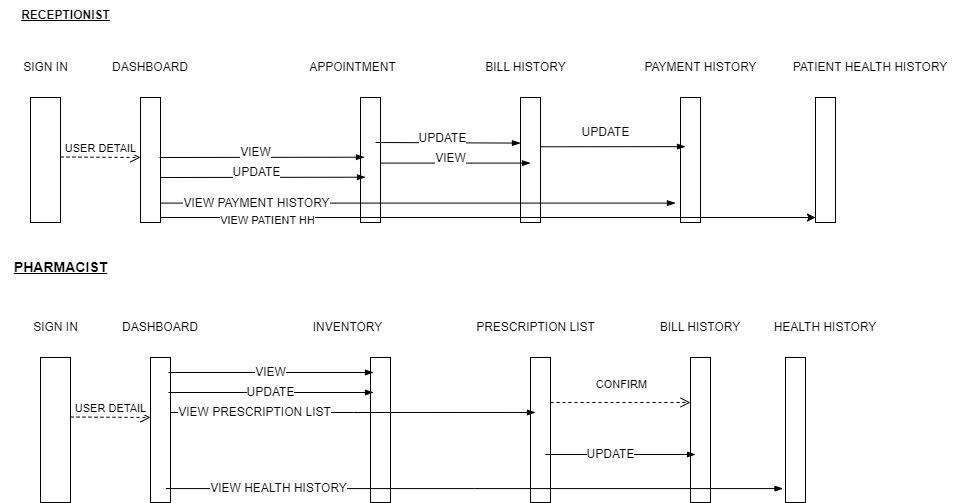 RECEPTIONIST
SIGN IN DASHBOARD APPOINTMENT BILL HISTORY PAYMENT HISTORY PATIENT HEALTH HISTORY
UPDATE
UPDATE
USER DETAIL
VIEW
VIEW
UPDATE
VIEW PAYMENT HISTORY
VIEW PATIENT HH
PHARMACIST
SIGN IN DASHBOARD INVENTORY PRESCRIPTION LIST BILL HISTORY HEALTH HISTORY
VIEW
CONFIRM
UPDATE
USER DETAIL
VIEW PRESCRIPTION LIST
UPDATE
VIEW HEALTH HISTORY